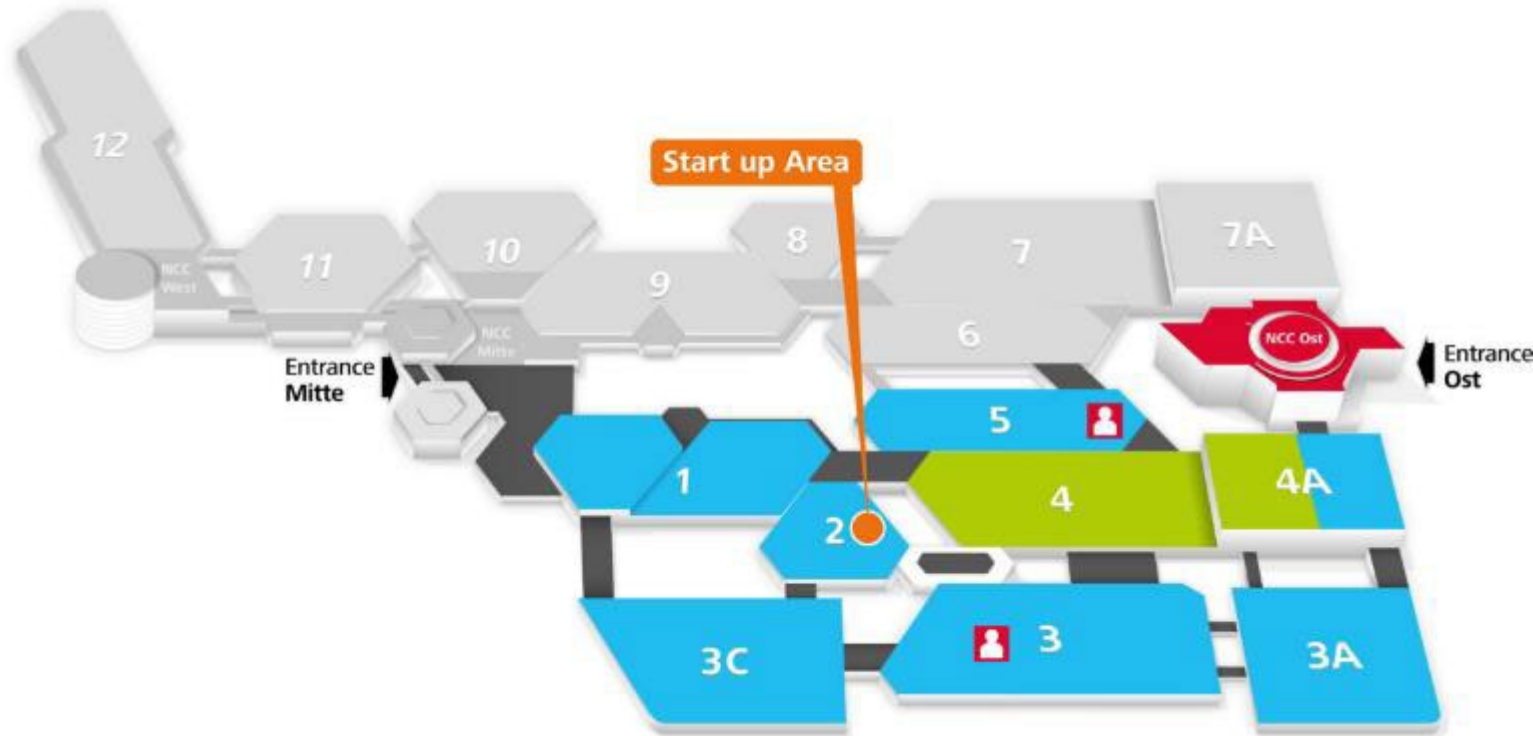 12
Start up Area
7A
8
7
10
11
NCC
West
9
6
NCC
Mitte
NCC Ost
Entrance
Mitte
Entrance
Ost
5
1
4
4A
2
3C
3
3A